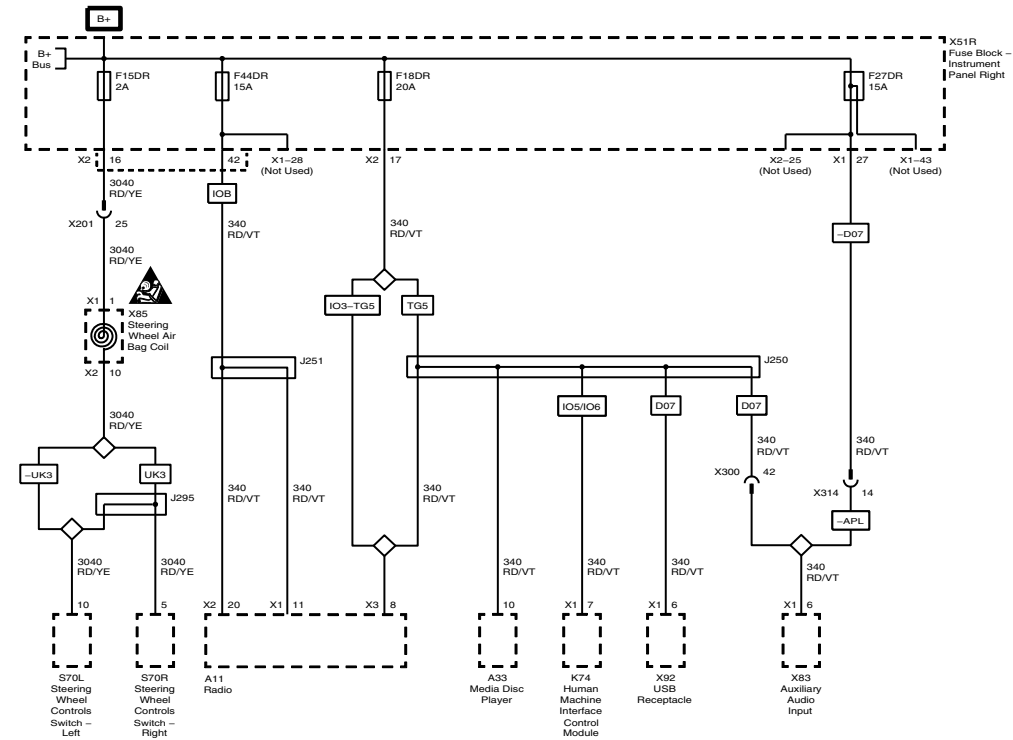 B+
X51R
Fuse Block –
Instrument
Panel Right
B+
Bus
F15DR
2A
F44DR
15A
F18DR
20A
F27DR
15A
X2 16
42
X1–28
(Not Used)
X2 17
X2–25
(Not Used)
X1 27
X1–43
(Not Used)
3040
RD/YE
IOB
X201 25
340
RD/VT
340
RD/VT
–D07
3040
RD/YE
X1 1
X85
Steering
Wheel Air
Bag Coil
X2 10
IO3–TG5
TG5
J251
J250
3040
RD/YE
IO5/IO6
D07
D07
340
RD/VT
340
RD/VT
–UK3
UK3
X300 42
J295
340
RD/VT
340
RD/VT
340
RD/VT
X314 14
–APL
3040
RD/YE
3040
RD/YE
340
RD/VT
340
RD/VT
340
RD/VT
340
RD/VT
10
5
X2 20
X1 11
X3 8
10
X1 7
X1 6
X1 6
S70L
Steering
Wheel
Controls
Switch –
Left
S70R
Steering
Wheel
Controls
Switch –
Right
A11
Radio
A33
Media Disc
Player
K74
Human
Machine
Interface
Control
Module
X92
USB
Receptacle
X83
Auxiliary
Audio
Input